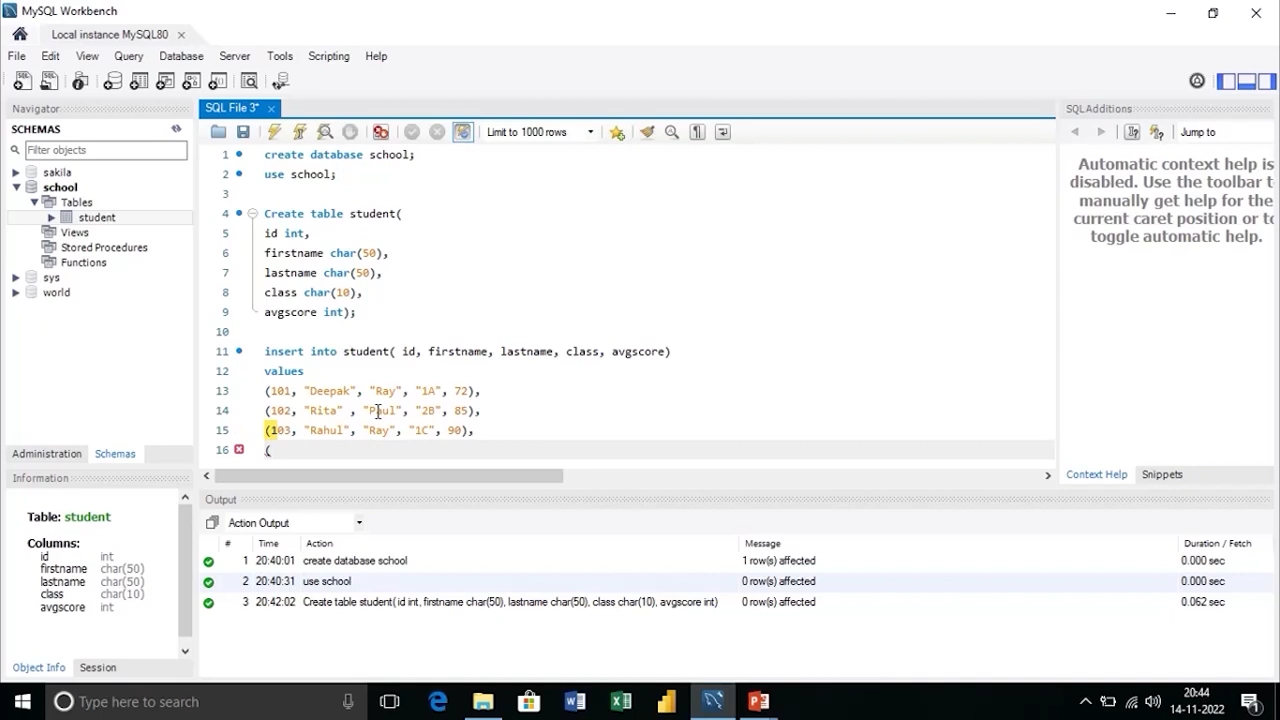 MySQL Workbench
Local instance MySQL80
File Edit View Query Database Server Tools Scripting Help
Navigator
SCHEMAS
Filter objects
sakila
school
Tables
student
Views
Stored Procedures
Functions
sys
world
Administration Schemas
Information
Table: student
Columns:
id int
firstname char(50)
lastname char(50)
class char(10)
avgscore int
Object Info Session
SQL File 3*
Limit to 1000 rows
1 create database school;
2 use school;
3
4 Create table student(
5 id int,
6 firstname char(50),
7 lastname char(50),
8 class char(10),
9 avgscore int);
10
11 insert into student( id, firstname, lastname, class, avgscore)
12 values
13 (101, "Deepak", "Ray", "1A", 72),
14 (102, "Rita" , "Paul", "2B", 85),
15 (103, "Rahul", "Ray", "1C", 90),
16 (
SQLAdditions
Jump to
Automatic context help is
disabled. Use the toolbar t
manually get help for the
current caret position or to
toggle automatic help.
Context Help Snippets
Output
Action Output
# Time Action Message Duration / Fetch
1 20:40:01 create database school 1 row(s) affected 0.000 sec
2 20:40:31 use school 0 row(s) affected 0.000 sec
3 20:42:02 Create table student( id int, firstname char(50), lastname char(50), class char(10), avgscore int) 0 row(s) affected 0.062 sec
Type here to search
20:44
14-11-2022
1